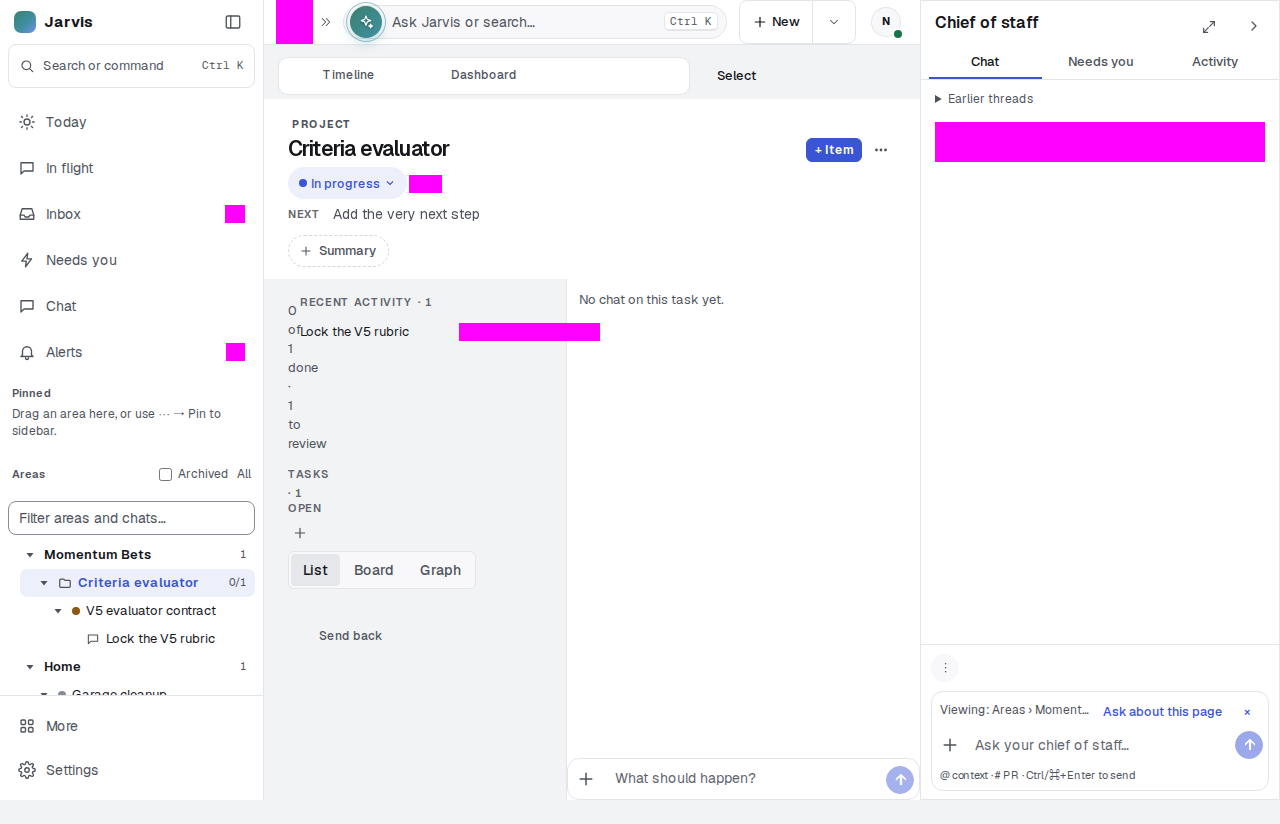 Jarvis
Search or command Ctrl K
Today
In flight
Inbox
Needs you
Chat
Alerts
Pinned
Drag an area here, or use ··· → Pin to
sidebar.
Areas Archived All
Filter areas and chats…
Momentum Bets 1
Criteria evaluator 0/1
V5 evaluator contract
Lock the V5 rubric
Home 1
Garage cleanup
More
Settings
Ask Jarvis or search… Ctrl K
New
N
Timeline Dashboard Select
PROJECT
Criteria evaluator
+ Item
In progress
NEXT Add the very next step
Summary
RECENT ACTIVITY · 1
Lock the V5 rubric
0
of
1
done
·
1
to
review
TASKS
· 1
OPEN
List Board Graph
Send back
No chat on this task yet.
What should happen?
Chief of staff
Chat Needs you Activity
Earlier threads
Viewing: Areas › Moment… Ask about this page ×
Ask your chief of staff…
@ context · # PR · Ctrl/⌘+Enter to send